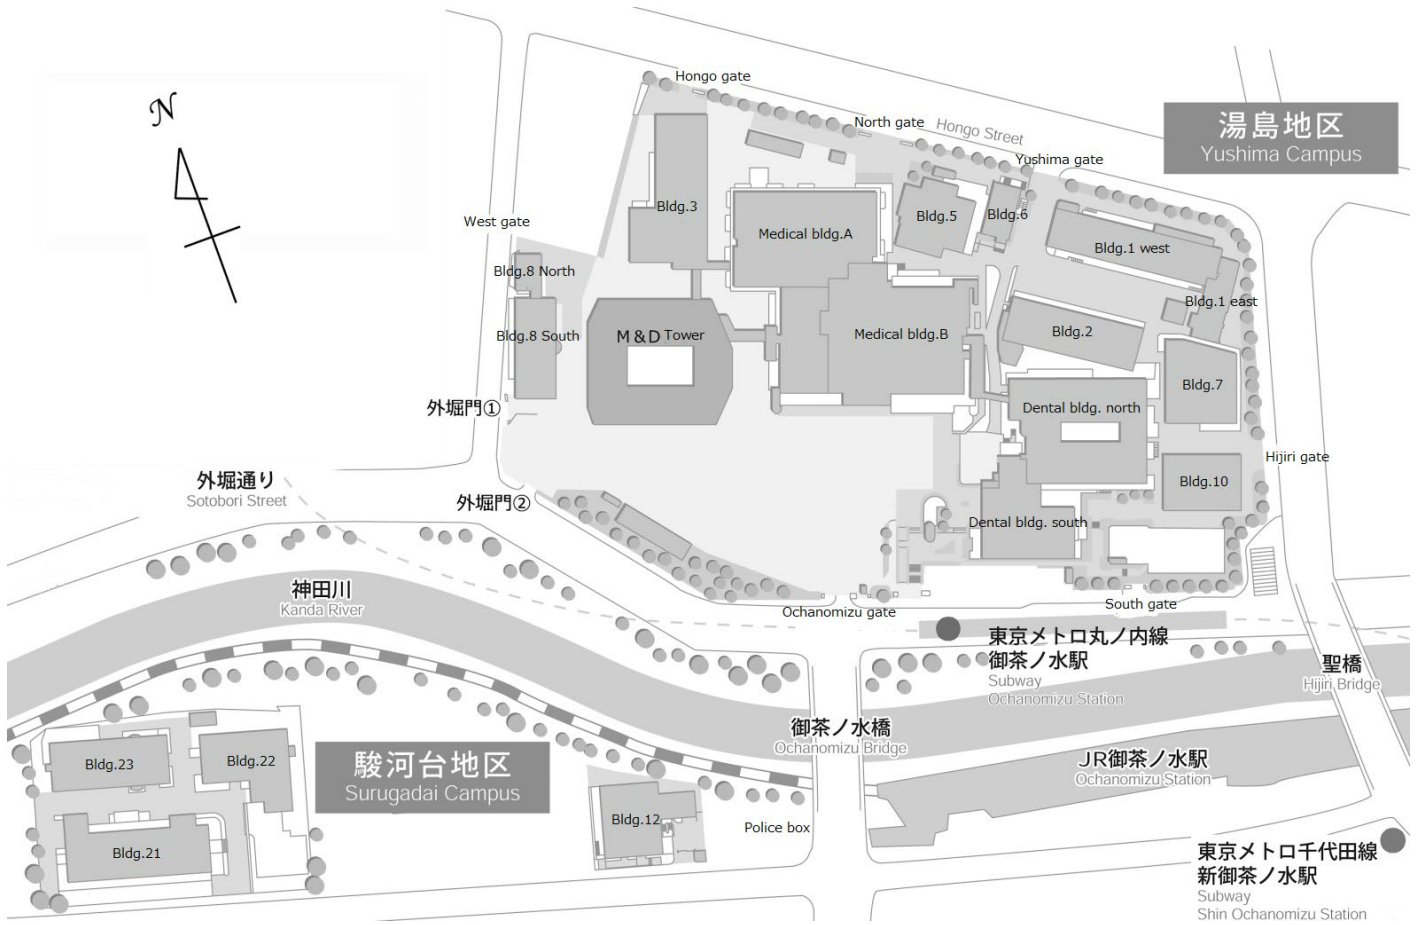 N
Hongo gate
North gate
Hongo Street
Yushima gate
湯島地区
Yushima Campus
West gate
Bldg.3
Medical bldg.A
Bldg.5
Bldg.6
Bldg.1 west
Bldg.8 North
Bldg.1 east
Bldg.8 South
M&D Tower
Medical bldg.B
Bldg.2
Bldg.7
外堀門①
Dental bldg. north
Hijiri gate
外堀通り
Sotobori Street
外堀門②
Bldg.10
Dental bldg. south
神田川
Kanda River
Ochanomizu gate
South gate
東京メトロ丸ノ内線
御茶ノ水駅
Subway
Ochanomizu Station
聖橋
Hijiri Bridge
御茶ノ水橋
Ochanomizu Bridge
JR御茶ノ水駅
Ochanomizu Station
Bldg.23
Bldg.22
駿河台地区
Surugadai Campus
Bldg.12
Police box
Bldg.21
東京メトロ千代田線
新御茶ノ水駅
Subway
Shin Ochanomizu Station